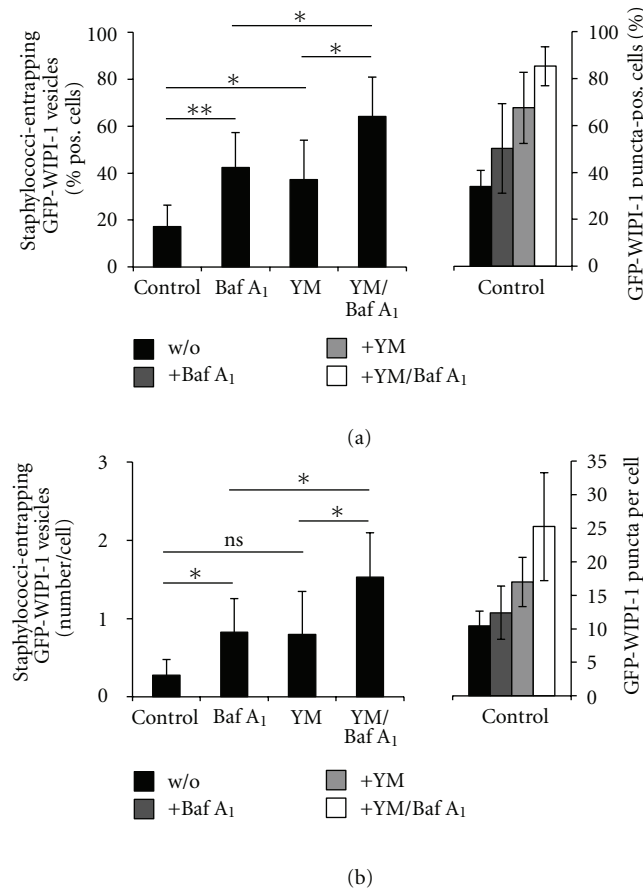 Staphylococci-entrapping
GFP-WIPI-1 vesicles
(% pos. cells)
100
80
60
40
20
0
*
*
*
**
Control
Baf A₁
YM
YM/
Baf A₁
100
80
60
40
20
0
GFP-WIPI-1 puncta-pos. cells (%)
Control
w/o
+YM
+Baf A₁
+YM/Baf A₁
(a)
Staphylococci-entrapping
GFP-WIPI-1 vesicles
(number/cell)
3
2
1
0
*
*
ns
*
Control
Baf A₁
YM
YM/
Baf A₁
35
30
25
20
15
10
5
0
GFP-WIPI-1 puncta per cell
Control
w/o
+YM
+Baf A₁
+YM/Baf A₁
(b)